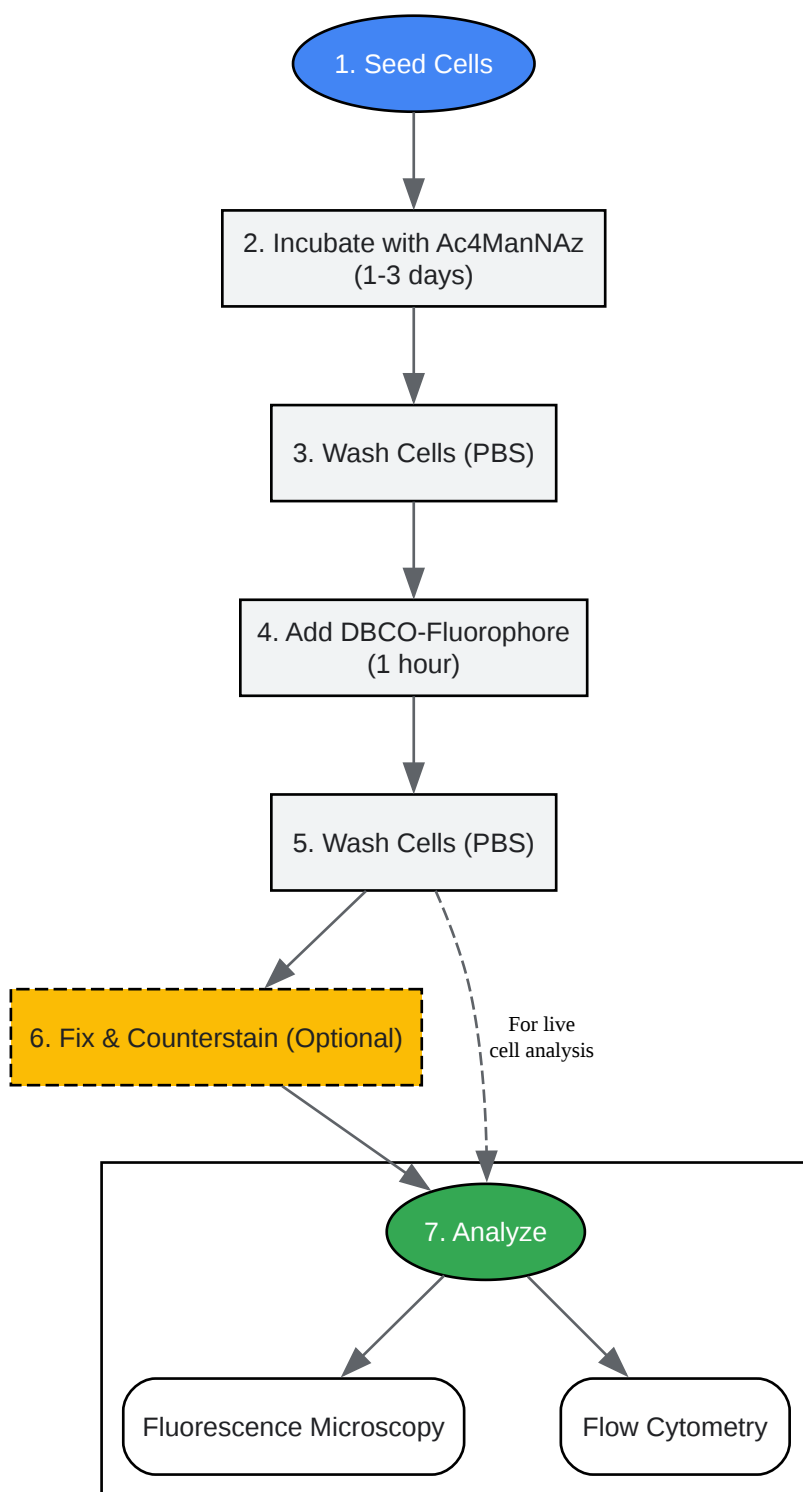 1. Seed Cells
2. Incubate with Ac4ManNAz
(1-3 days)
3. Wash Cells (PBS)
4. Add DBCO-Fluorophore
(1 hour)
5. Wash Cells (PBS)
6. Fix & Counterstain (Optional)
For live
cell analysis
7. Analyze
Fluorescence Microscopy
Flow Cytometry